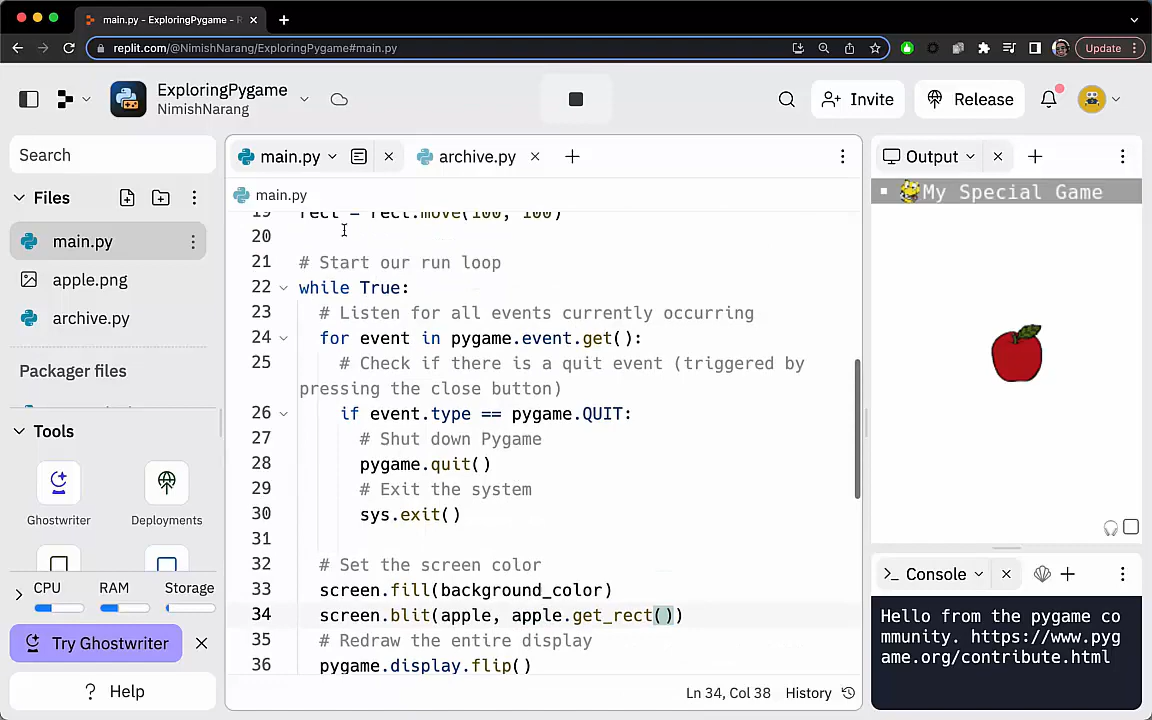 main.py - ExploringPygame - R
replit.com/@NimishNarang/ExploringPygame#main.py
Update
ExploringPygame
NimishNarang
Invite
Release
Search
Files
main.py
apple.png
archive.py
Packager files
Tools
Ghostwriter
Deployments
CPU
RAM
Storage
Try Ghostwriter
? Help
main.py
archive.py
main.py
19 rect = rect.move(100, 100)
20
21 # Start our run loop
22 while True:
23 # Listen for all events currently occurring
24 for event in pygame.event.get():
25 # Check if there is a quit event (triggered by
pressing the close button)
26 if event.type == pygame.QUIT:
27 # Shut down Pygame
28 pygame.quit()
29 # Exit the system
30 sys.exit()
31
32 # Set the screen color
33 screen.fill(background_color)
34 screen.blit(apple, apple.get_rect())
35 # Redraw the entire display
36 pygame.display.flip()
Ln 34, Col 38
History
Output
My Special Game
>_ Console
Hello from the pygame co
mmunity. https://www.pyg
ame.org/contribute.html